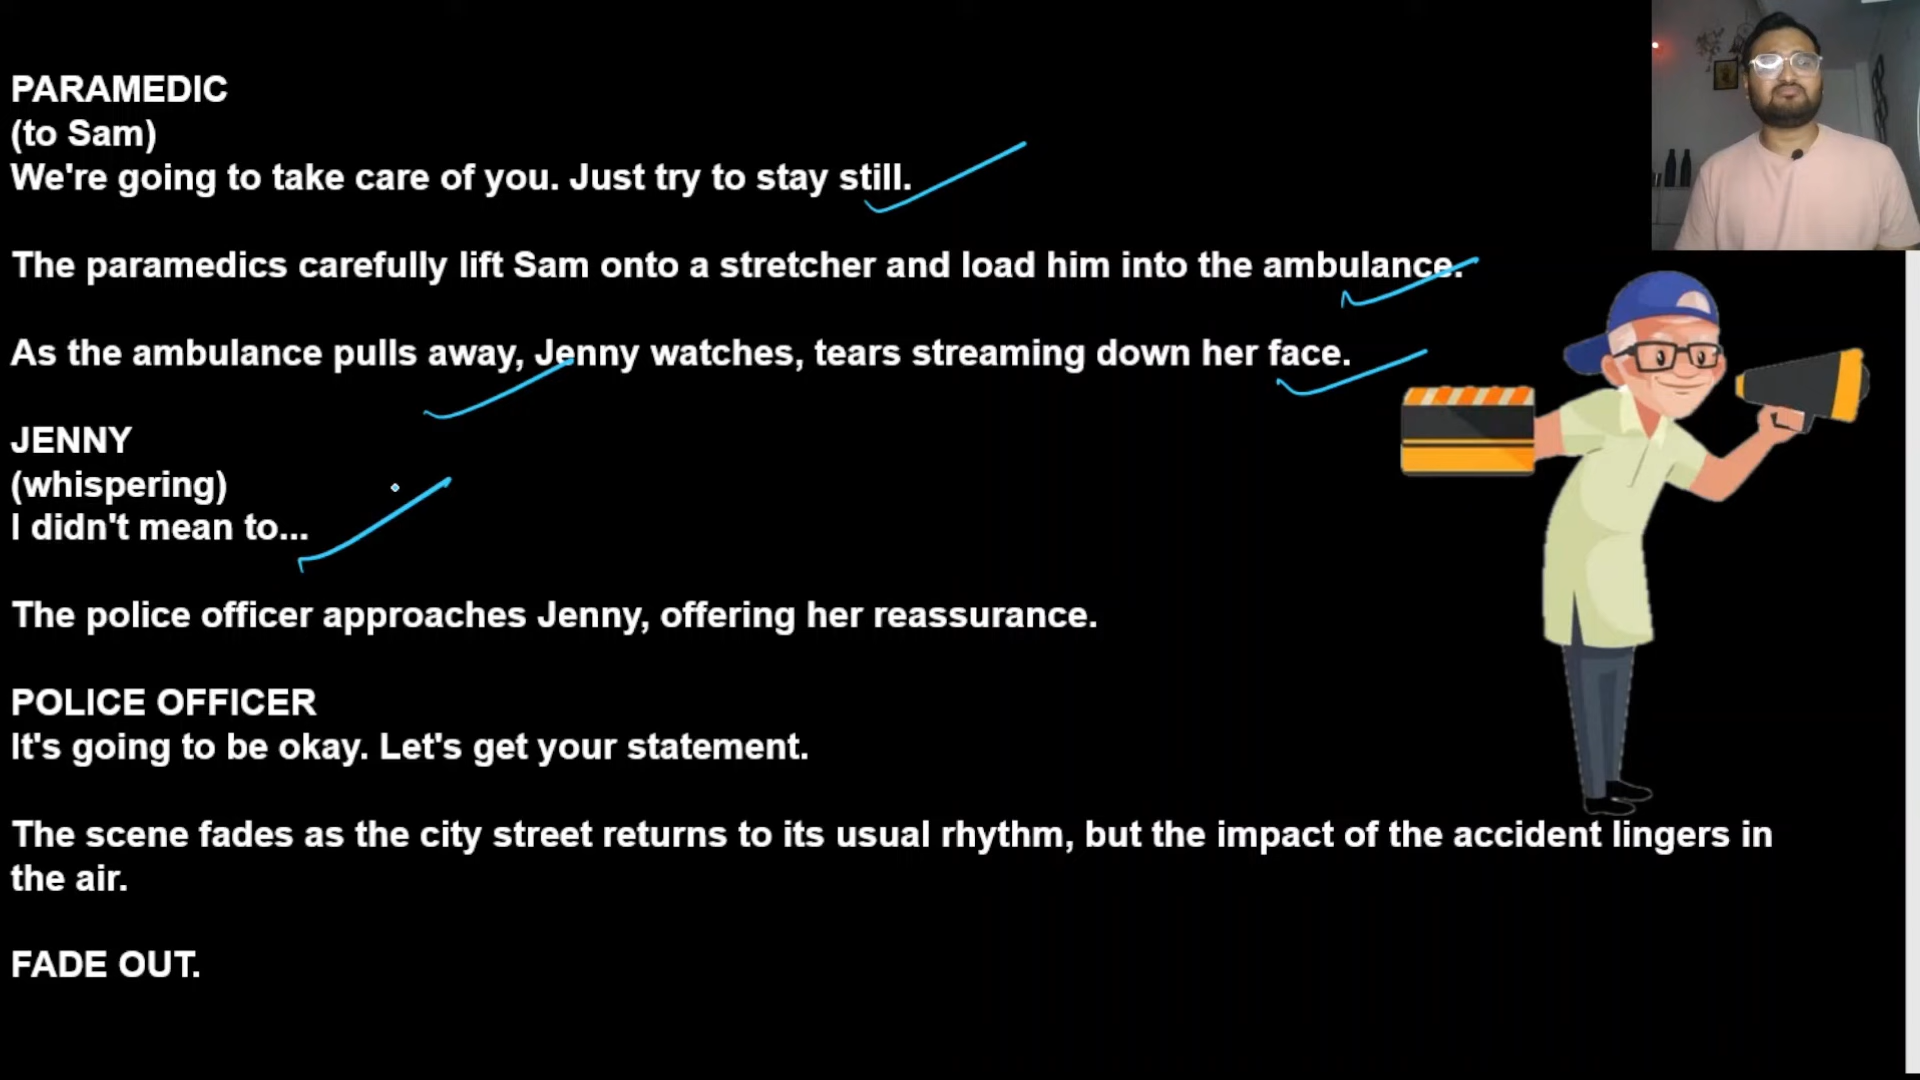 PARAMEDIC
(to Sam)
We're going to take care of you. Just try to stay still.
The paramedics carefully lift Sam onto a stretcher and load him into the ambulance.
As the ambulance pulls away, Jenny watches, tears streaming down her face.
JENNY
(whispering)
I didn't mean to...
The police officer approaches Jenny, offering her reassurance.
POLICE OFFICER
It's going to be okay. Let's get your statement.
The scene fades as the city street returns to its usual rhythm, but the impact of the accident lingers in
the air.
FADE OUT.